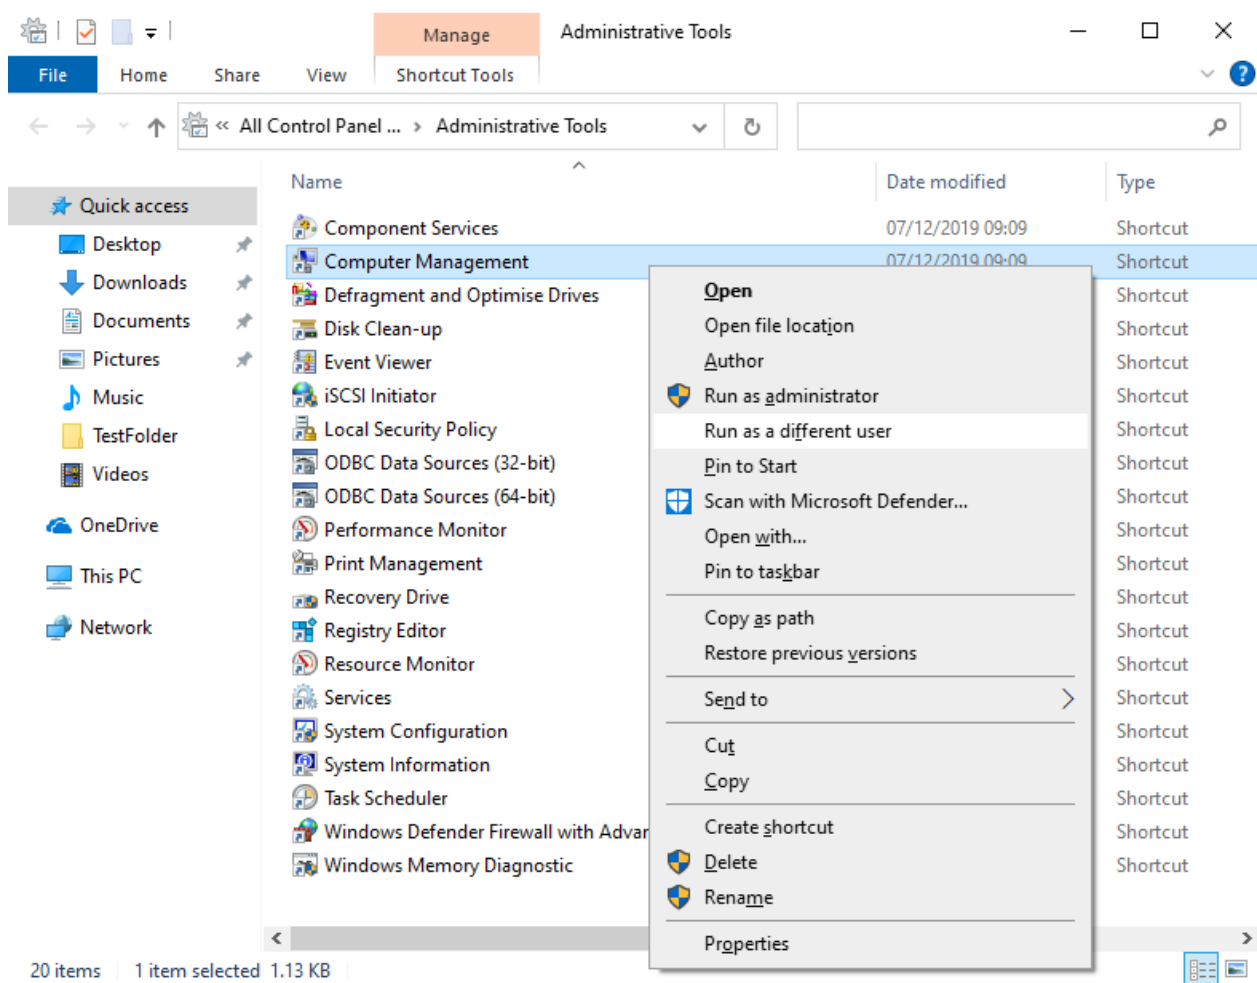 Manage
Administrative Tools
File
Home
Share
View
Shortcut Tools
?
« All Control Panel ... > Administrative Tools
Name
Date modified
Type
Quick access
Desktop
Downloads
Documents
Pictures
Music
TestFolder
Videos
OneDrive
This PC
Network
Component Services 07/12/2019 09:09 Shortcut
Computer Management 07/12/2019 09:09 Shortcut
Defragment and Optimise Drives Shortcut
Disk Clean-up Shortcut
Event Viewer Shortcut
iSCSI Initiator Shortcut
Local Security Policy Shortcut
ODBC Data Sources (32-bit) Shortcut
ODBC Data Sources (64-bit) Shortcut
Performance Monitor Shortcut
Print Management Shortcut
Recovery Drive Shortcut
Registry Editor Shortcut
Resource Monitor Shortcut
Services Shortcut
System Configuration Shortcut
System Information Shortcut
Task Scheduler Shortcut
Windows Defender Firewall with Advar Shortcut
Windows Memory Diagnostic Shortcut
Open
Open file location
Author
Run as administrator
Run as a different user
Pin to Start
Scan with Microsoft Defender...
Open with...
Pin to taskbar
Copy as path
Restore previous versions
Send to
Cut
Copy
Create shortcut
Delete
Rename
Properties
20 items
1 item selected 1.13 KB